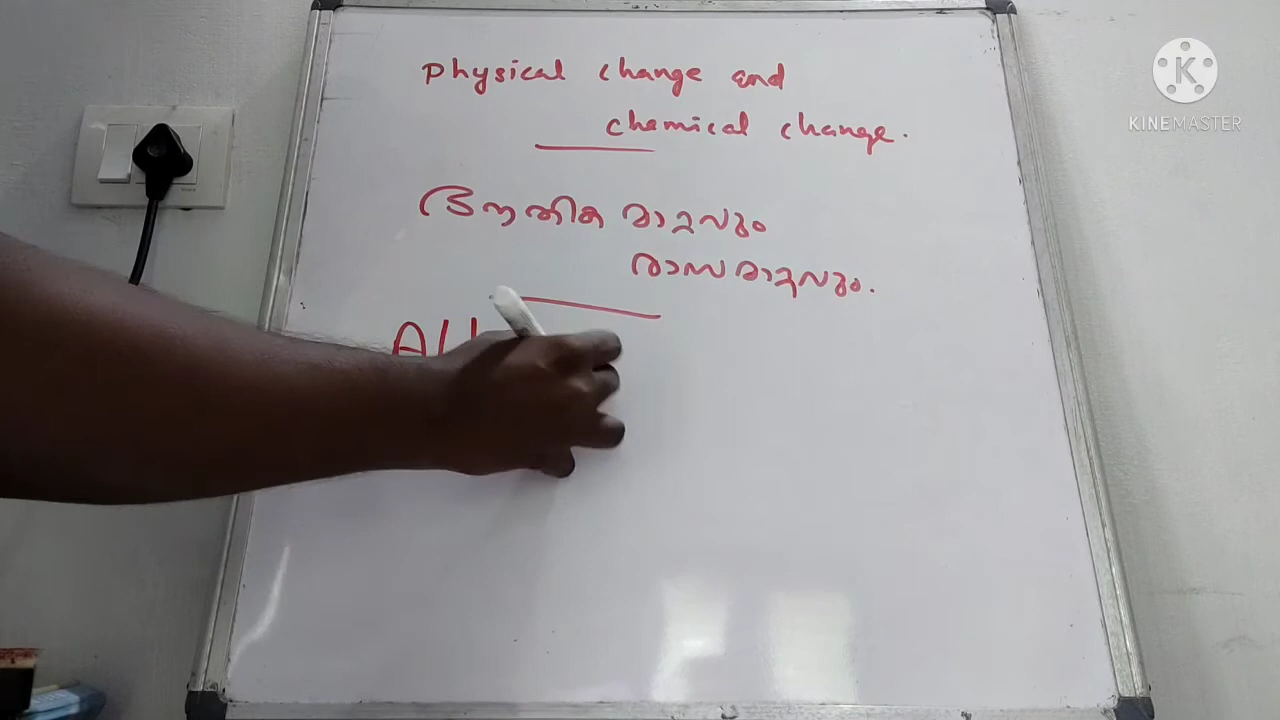 Physical change and
chemical change.
ഭൗതിക മാറ്റവും
രാസമാറ്റവും.
KINEMASTER